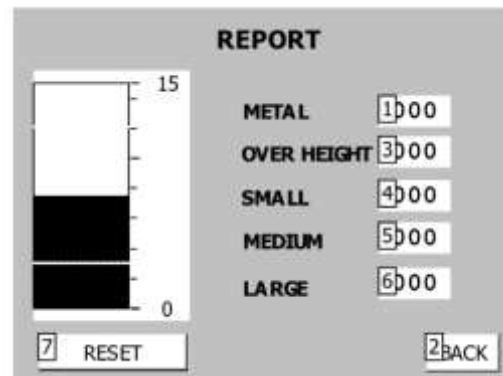 REPORT
15
METAL 1 000
OVER HEIGHT 3 000
SMALL 4 000
MEDIUM 5 000
LARGE 6 000
0
7 RESET
2 BACK